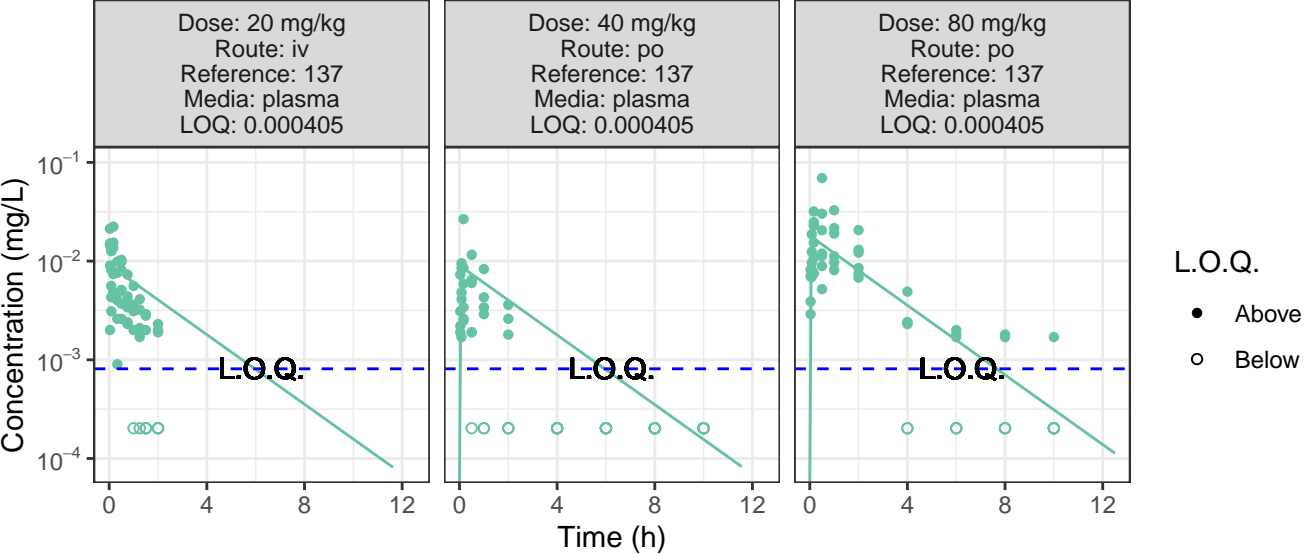 Dose: 20 mg/kg
Route: iv
Reference: 137
Media: plasma
LOQ: 0.000405
Dose: 40 mg/kg
Route: po
Reference: 137
Media: plasma
LOQ: 0.000405
Dose: 80 mg/kg
Route: po
Reference: 137
Media: plasma
LOQ: 0.000405
Concentration (mg/L)
10⁻¹
10⁻²
10⁻³
10⁻⁴
L.O.Q.
L.O.Q.
L.O.Q.
0 4 8 12
0 4 8 12
0 4 8 12
Time (h)
L.O.Q.
Above
Below